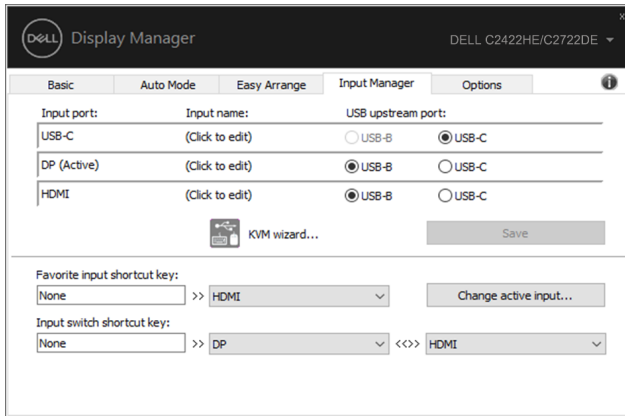 x
DELL Display Manager DELL C2422HE/C2722DE
Basic Auto Mode Easy Arrange Input Manager Options i
Input port: Input name: USB upstream port:
USB-C (Click to edit) USB-B USB-C
DP (Active) (Click to edit) USB-B USB-C
HDMI (Click to edit) USB-B USB-C
KVM wizard... Save
Favorite input shortcut key:
None >> HDMI Change active input...
Input switch shortcut key:
None >> DP <<>> HDMI